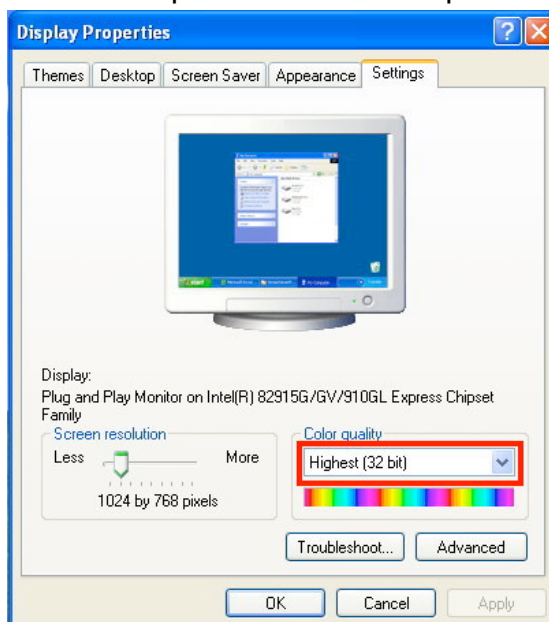 Display Properties
Themes Desktop Screen Saver Appearance Settings
start
Display:
Plug and Play Monitor on Intel(R) 82915G/GV/910GL Express Chipset
Family
Screen resolution
Less More
1024 by 768 pixels
Color quality
Highest (32 bit)
Troubleshoot... Advanced
OK Cancel Apply